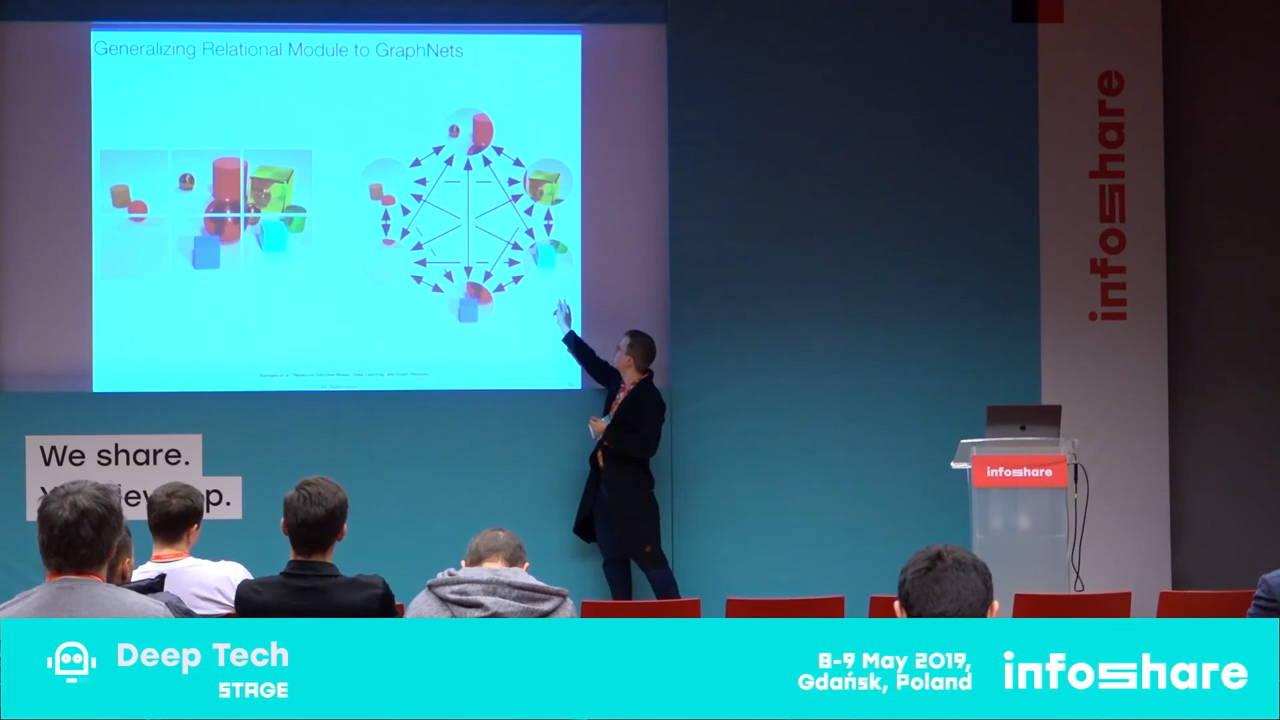 Generalizing Relational Module to GraphNets
infoshare
We share.
infoshare
Deep Tech
STAGE
8-9 May 2019,
Gdańsk, Poland
infoshare